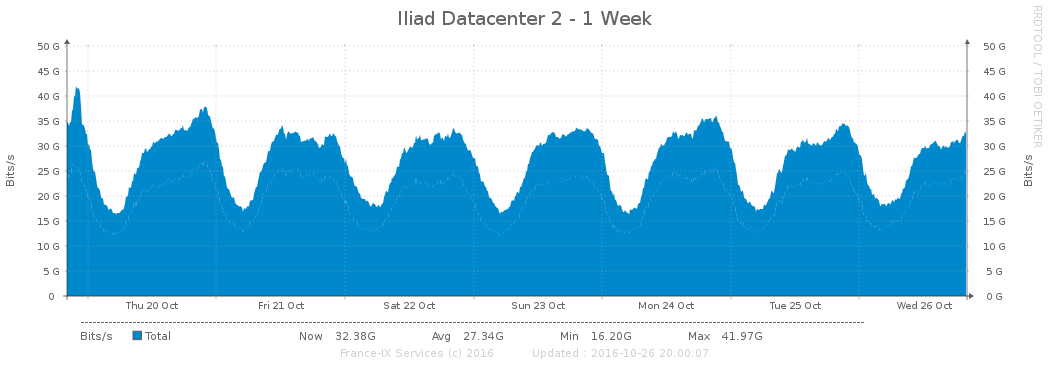 Iliad Datacenter 2 - 1 Week
RRDTOOL / TOBI OETIKER
50 G 50 G
45 G 45 G
40 G 40 G
35 G 35 G
30 G 30 G
25 G 25 G
20 G 20 G
15 G 15 G
10 G 10 G
5 G 5 G
0 0 G
Bits/s
Bits/s
Thu 20 Oct Fri 21 Oct Sat 22 Oct Sun 23 Oct Mon 24 Oct Tue 25 Oct Wed 26 Oct
Bits/s Total Now 32.38G Avg 27.34G Min 16.20G Max 41.97G
France-IX Services (c) 2016 Updated : 2016-10-26 20:00:07